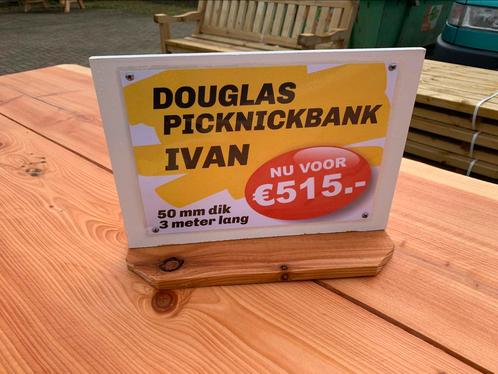 DOUGLAS
PICKNICKBANK
IVAN
NU VOOR
€515.-
50 mm dik
3 meter lang